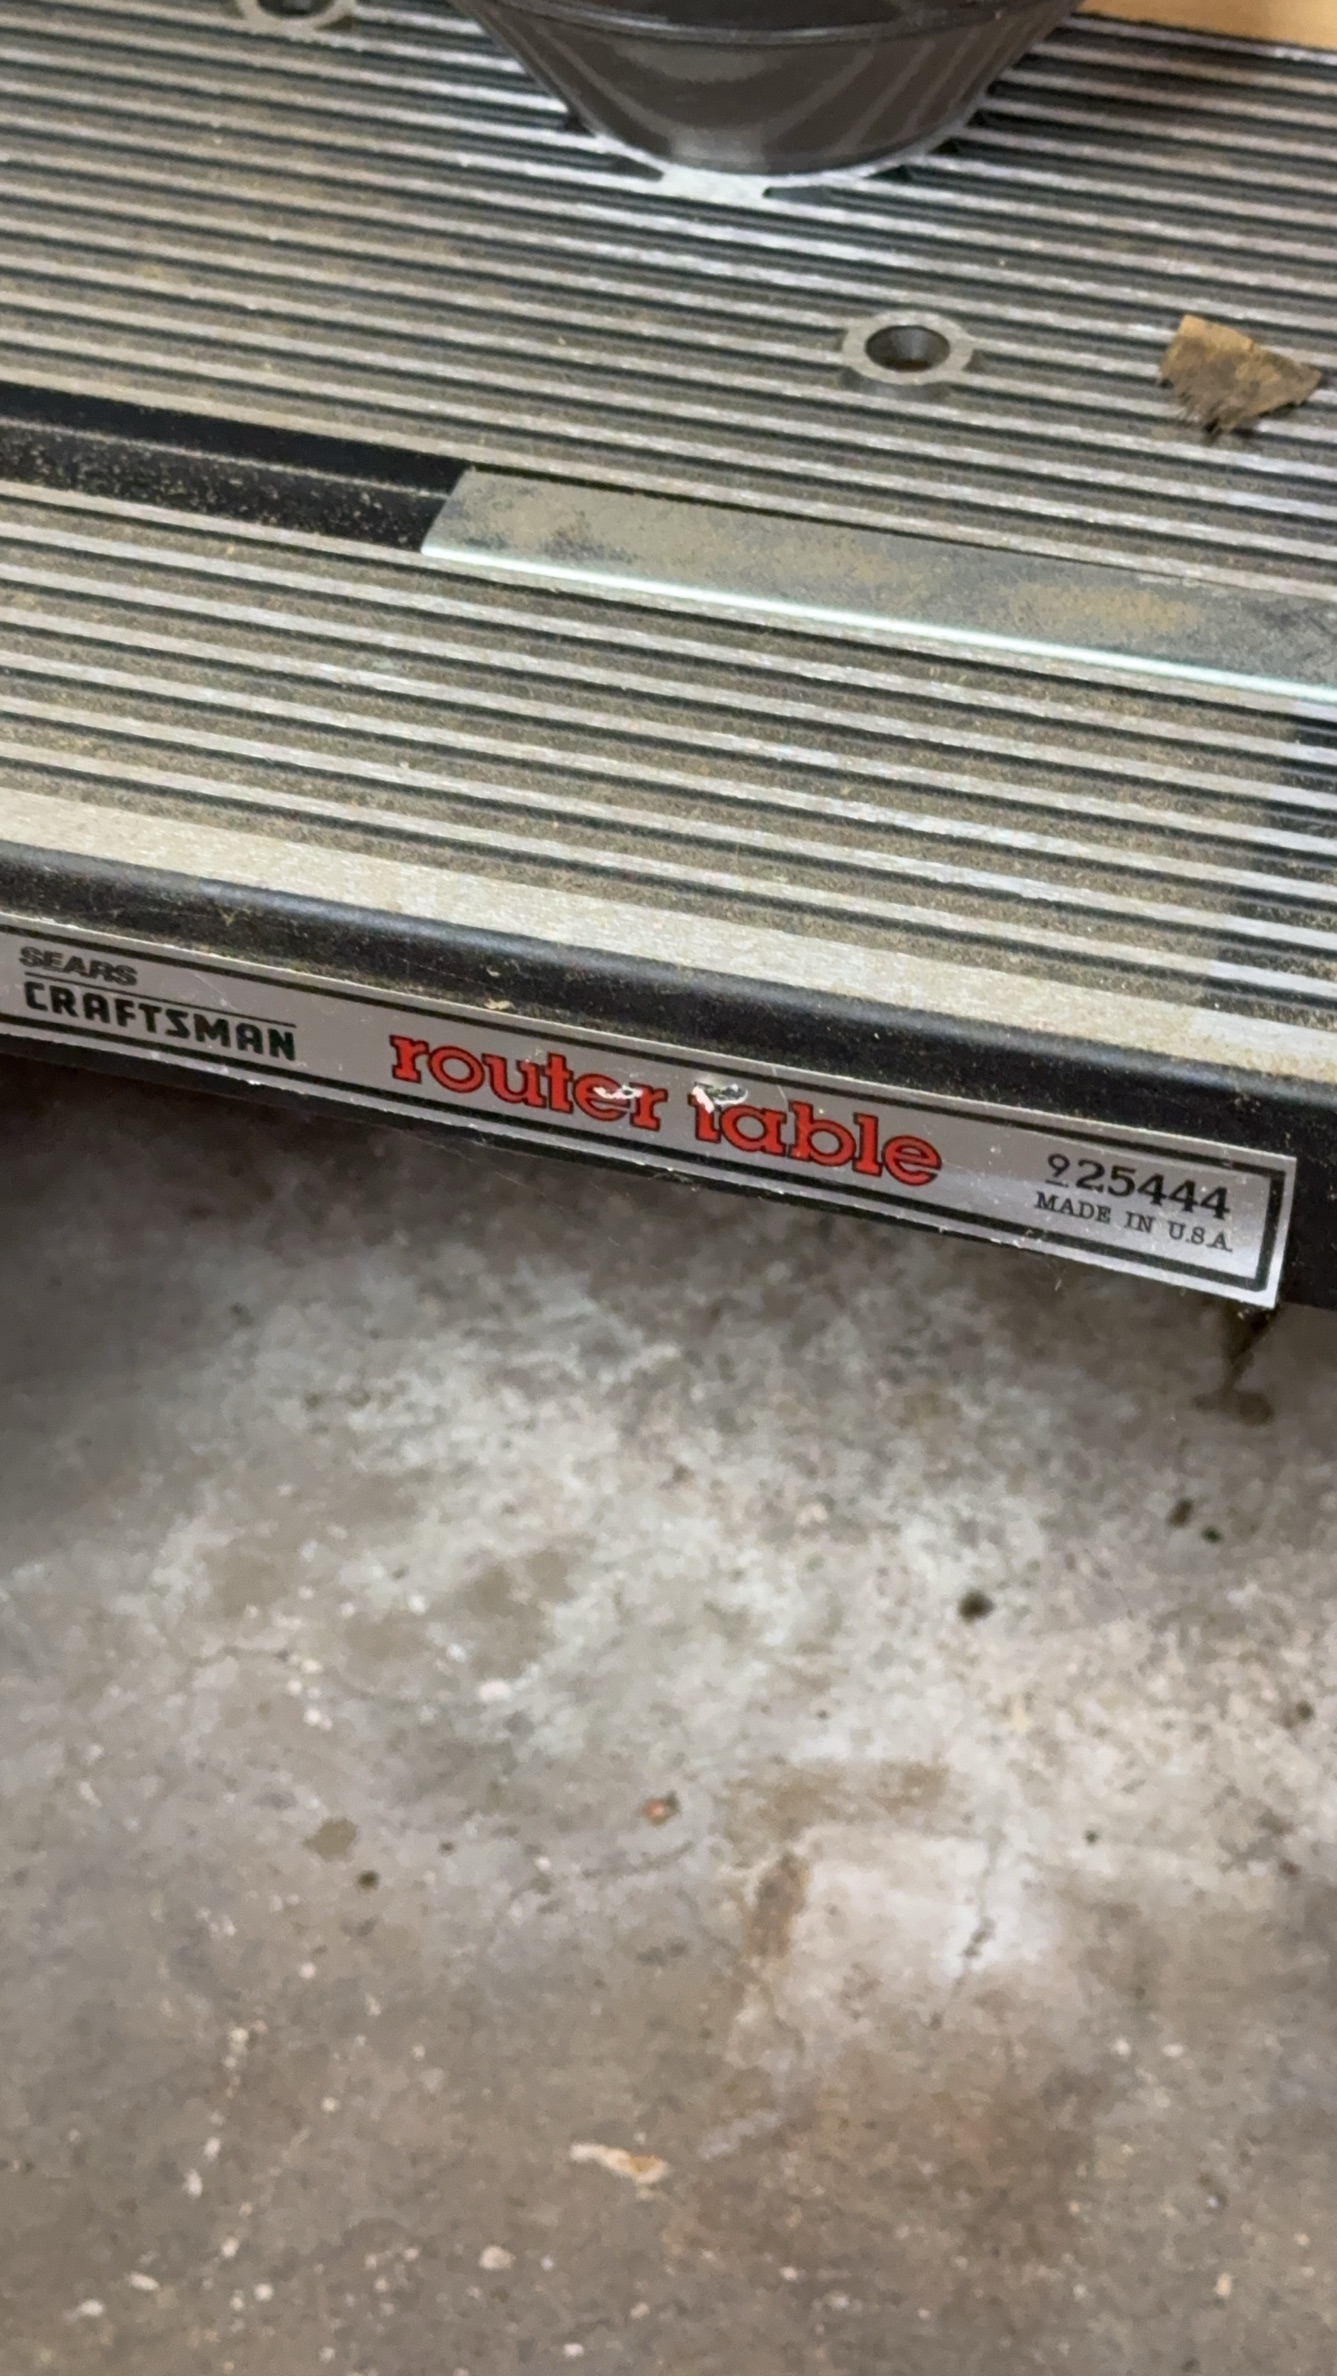 SEARS
CRAFTSMAN
router table
925444
MADE IN U.S.A.